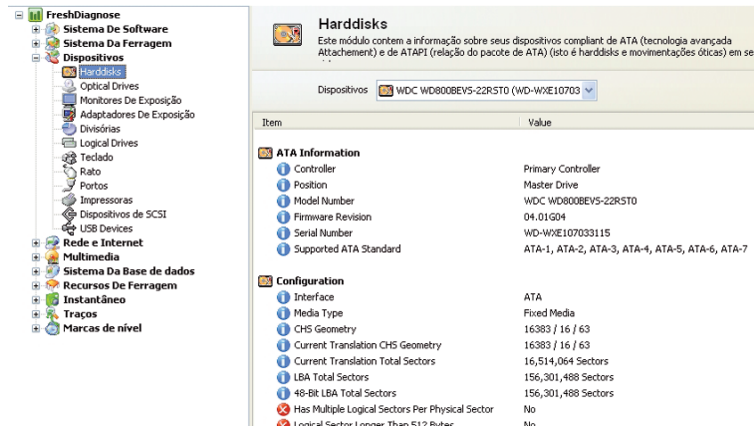 FreshDiagnose
Sistema De Software
Sistema Da Ferragem
Dispositivos
Harddisks
Optical Drives
Monitores De Exposição
Adaptadores De Exposição
Divisórias
Logical Drives
Teclado
Rato
Portos
Impressoras
Dispositivos de SCSI
USB Devices
Rede e Internet
Multimedia
Sistema Da Base de dados
Recursos De Ferragem
Instantâneo
Traços
Marcas de nível
Harddisks
Este módulo contem a informação sobre seus dispositivos compliant de ATA (tecnologia avançada
Attachement) e de ATAPI (relação do pacote de ATA) (isto é harddisks e movimentações óticas) em se
Dispositivos WDC WD800BEVS-22RST0 (WD-WXE10703
Item Value
ATA Information
Controller Primary Controller
Position Master Drive
Model Number WDC WD800BEVS-22RST0
Firmware Revision 04.01G04
Serial Number WD-WXE107033115
Supported ATA Standard ATA-1, ATA-2, ATA-3, ATA-4, ATA-5, ATA-6, ATA-7
Configuration
Interface ATA
Media Type Fixed Media
CHS Geometry 16383 / 16 / 63
Current Translation CHS Geometry 16383 / 16 / 63
Current Translation Total Sectors 16,514,064 Sectors
LBA Total Sectors 156,301,488 Sectors
48-Bit LBA Total Sectors 156,301,488 Sectors
Has Multiple Logical Sectors Per Physical Sector No
Logical Sector Longer Than 512 Bytes No